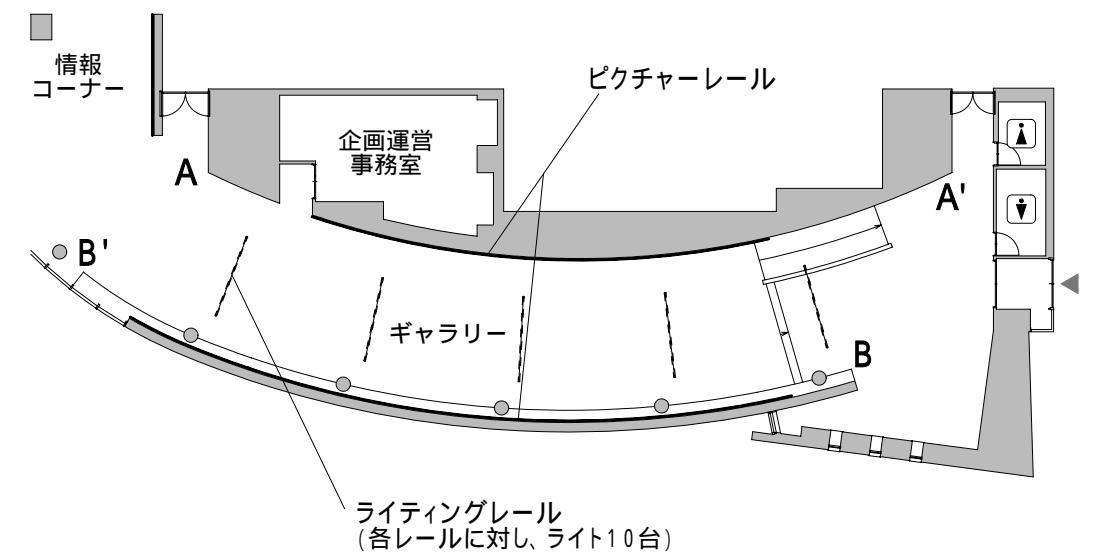 情報
コーナー
ピクチャーレール
企画運営
事務室
A
A'
B'
ギャラリー
B
ライティングレール
(各レールに対し、ライト10台)